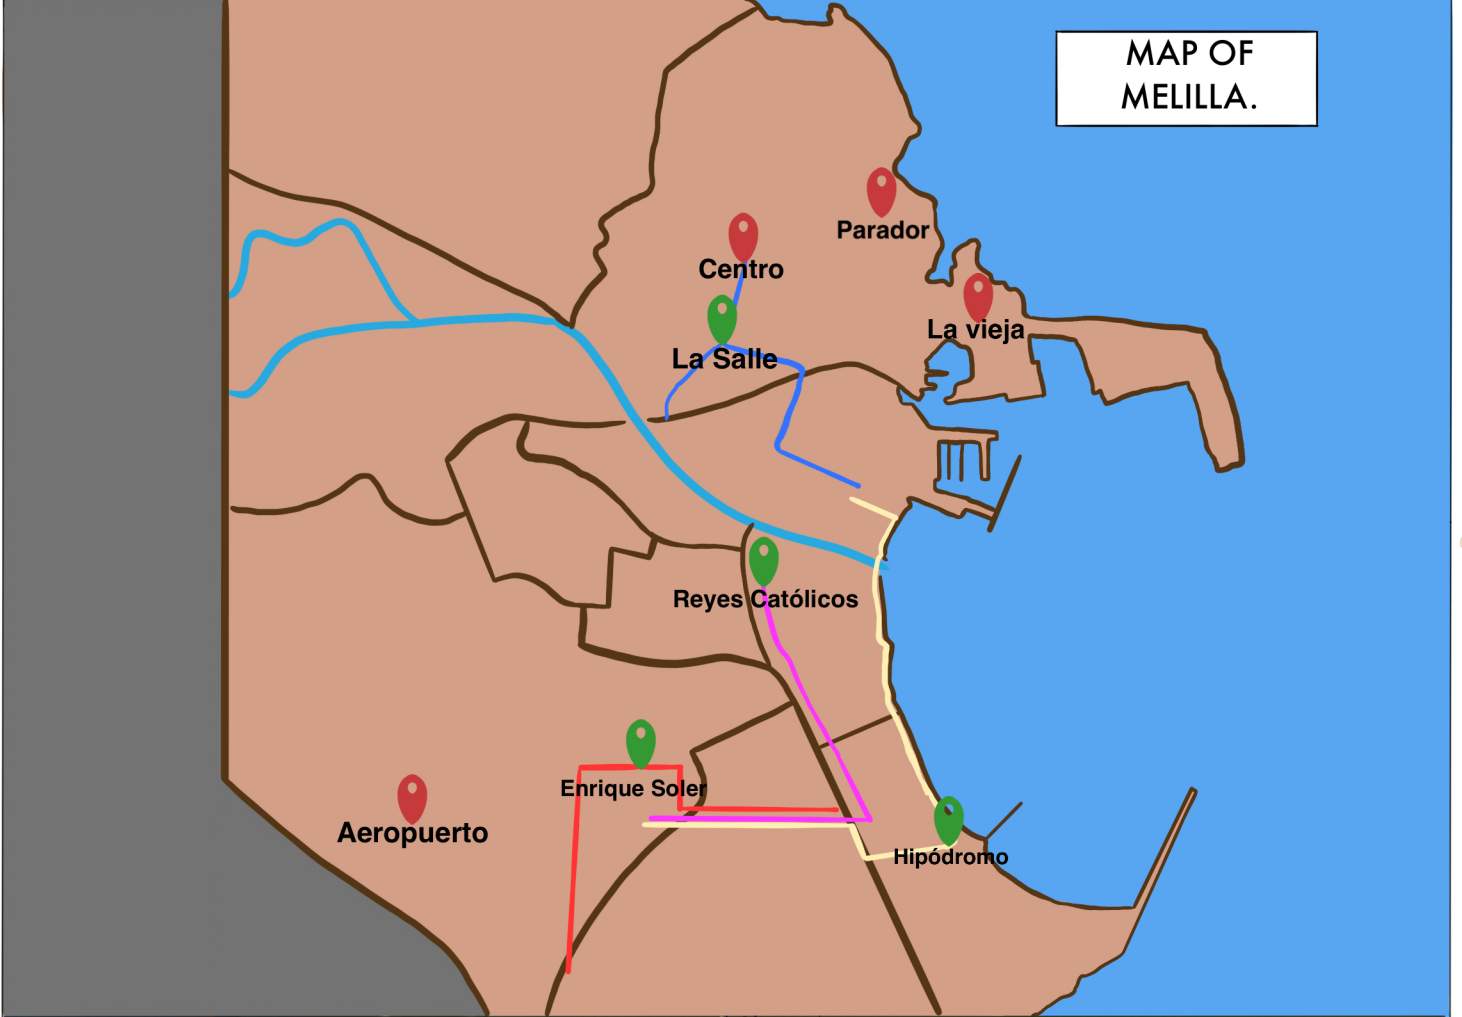 MAP OF
MELILLA.
Parador
Centro
La vieja
La Salle
Reyes Católicos
Enrique Soler
Aeropuerto
Hipódromo